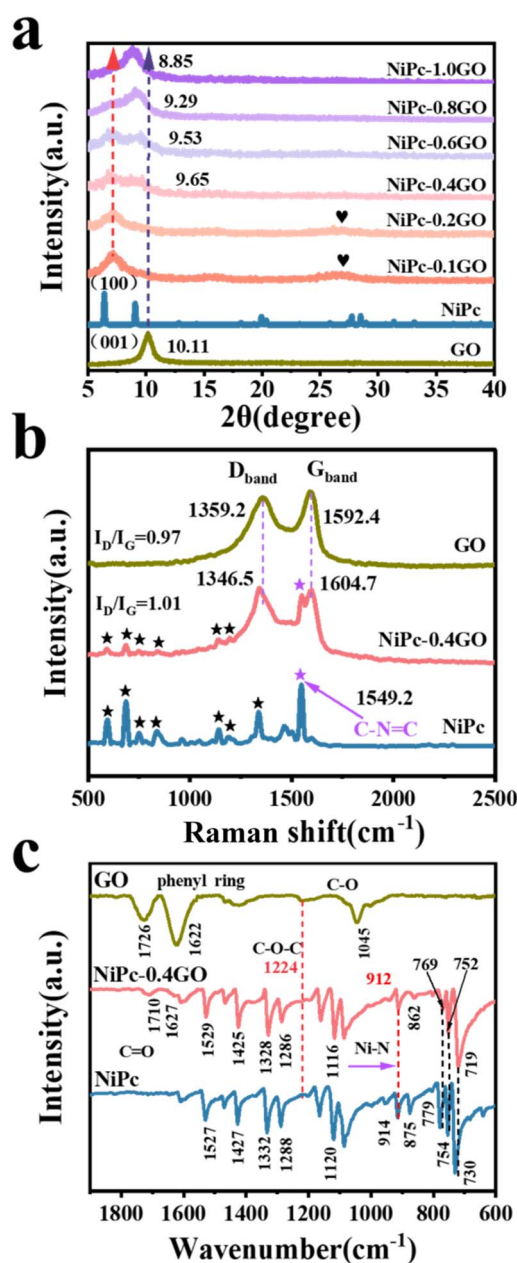 a
Intensity(a.u.)
8.85
NiPc-1.0GO
9.29
NiPc-0.8GO
9.53
NiPc-0.6GO
9.65
NiPc-0.4GO
♥
NiPc-0.2GO
♥
NiPc-0.1GO
(100)
NiPc
(001)
10.11
GO
5 10 15 20 25 30 35 40
2θ(degree)
b
Intensity(a.u.)
Dband Gband
1359.2 1592.4
ID/IG=0.97
GO
1346.5 1604.7
ID/IG=1.01
★ ★ ★ ★ ★ ★ ★
NiPc-0.4GO
★ ★ ★ ★ ★ ★ ★ ★
1549.2
C-N=C
NiPc
500 1000 1500 2000 2500
Raman shift(cm-1)
c
Intensity(a.u.)
GO
phenyl ring
C-O
1726 1622 1045
C-O-C
1224
NiPc-0.4GO
912
769 752
1710 1627 1529 1425 1328 1286 1116 862 719
C=O
Ni-N
NiPc
1527 1427 1332 1288 1120 914 875 779 754 730
1800 1600 1400 1200 1000 800 600
Wavenumber(cm-1)